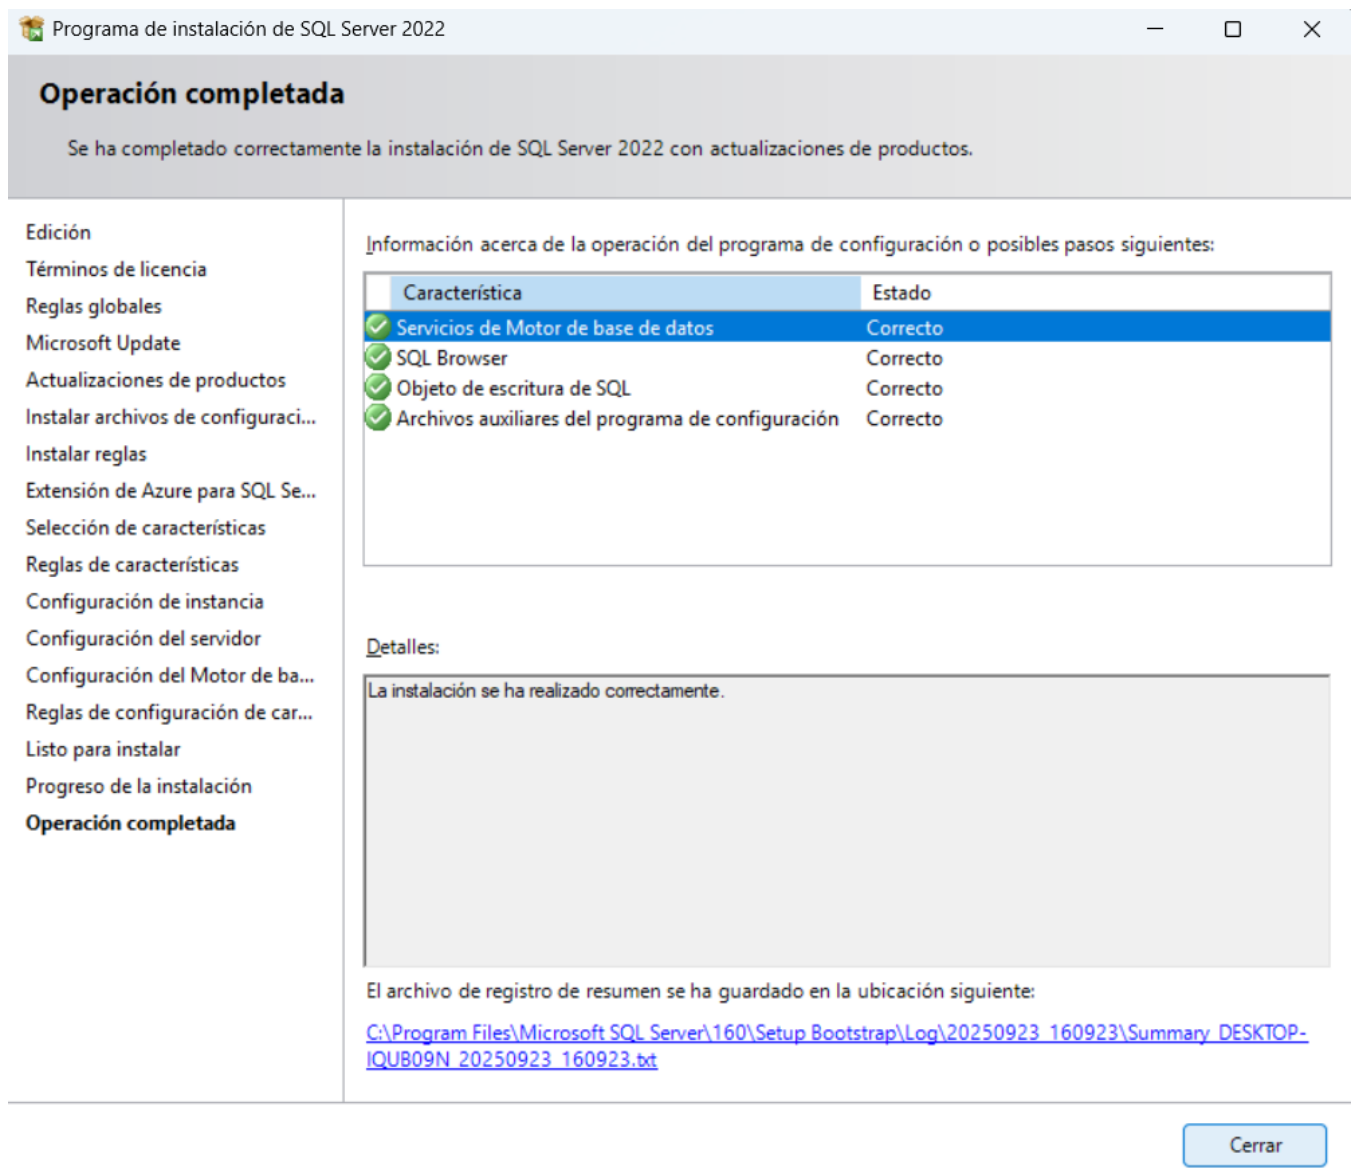 Programa de instalación de SQL Server 2022
Operación completada
Se ha completado correctamente la instalación de SQL Server 2022 con actualizaciones de productos.
Edición
Términos de licencia
Reglas globales
Microsoft Update
Actualizaciones de productos
Instalar archivos de configuraci...
Instalar reglas
Extensión de Azure para SQL Se...
Selección de características
Reglas de características
Configuración de instancia
Configuración del servidor
Configuración del Motor de ba...
Reglas de configuración de car...
Listo para instalar
Progreso de la instalación
Operación completada
Información acerca de la operación del programa de configuración o posibles pasos siguientes:
Característica Estado
Servicios de Motor de base de datos Correcto
SQL Browser Correcto
Objeto de escritura de SQL Correcto
Archivos auxiliares del programa de configuración Correcto
Detalles:
La instalación se ha realizado correctamente.
El archivo de registro de resumen se ha guardado en la ubicación siguiente:
C:\Program Files\Microsoft SQL Server\160\Setup Bootstrap\Log\20250923_160923\Summary_DESKTOP-
IQUB09N_20250923_160923.txt
Cerrar